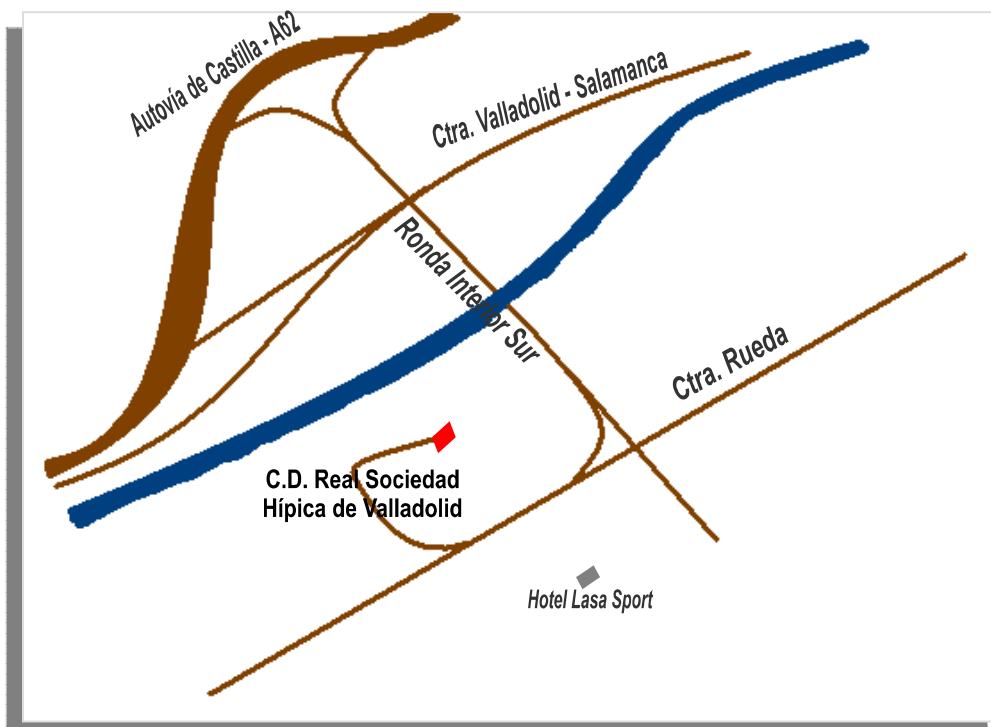 Autovía de Castilla - A62
Ctra. Valladolid - Salamanca
Ronda Interior Sur
Ctra. Rueda
C.D. Real Sociedad
Hípica de Valladolid
Hotel Lasa Sport